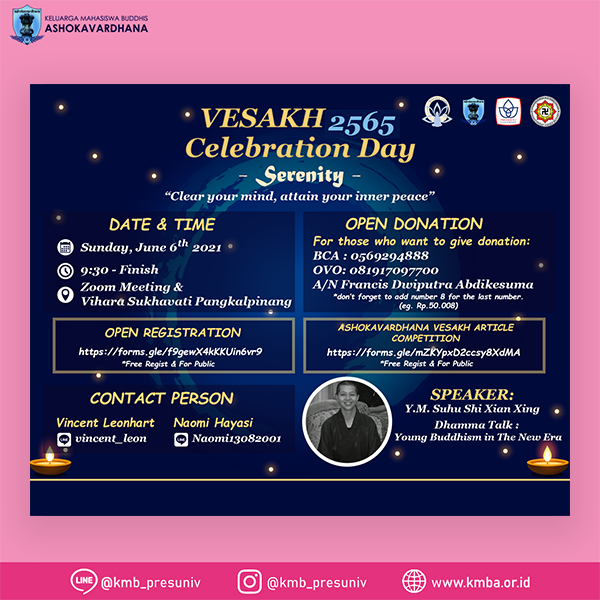 KELUARGA MAHASISWA BUDDHIS
ASHOKAVARDHANA
VESAKH 2565
Celebration Day
- Serenity -
“Clear your mind, attain your inner peace”
DATE & TIME
Sunday, June 6th 2021
9:30 - Finish
Zoom Meeting &
Vihara Sukhavati Pangkalpinang
OPEN DONATION
For those who want to give donation:
BCA : 0569294888
OVO: 081917097700
A/N Francis Dwiputra Abdikesuma
*don't forget to add number 8 for the last number.
(eg. Rp.50.008)
OPEN REGISTRATION
https://forms.gle/f9gewX4kKKUin6vr9
*Free Regist & For Public
ASHOKAVARDHANA VESAKH ARTICLE
COMPETITION
https://forms.gle/mZKYpxD2ccsy8XdMA
*Free Regist & For Public
CONTACT PERSON
Vincent Leonhart
LINE vincent_leon
Naomi Hayasi
LINE Naomi13082001
SPEAKER:
Y.M. Suhu Shi Xian Xing
Dhamma Talk :
Young Buddhism in The New Era
LINE @kmb_presuniv
@kmb_presuniv
www.kmba.or.id